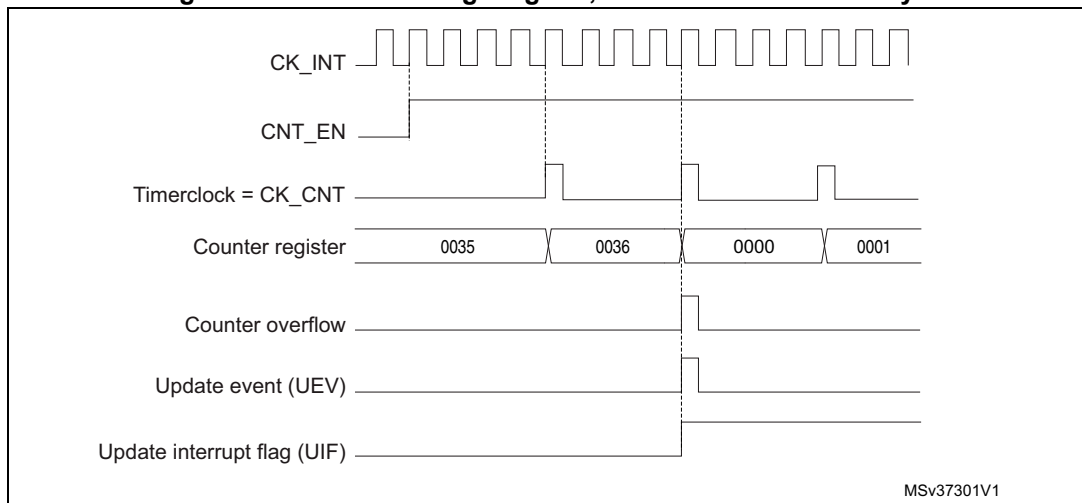 CK_INT
CNT_EN
Timerclock = CK_CNT
Counter register 0035 0036 0000 0001
Counter overflow
Update event (UEV)
Update interrupt flag (UIF)
MSv37301V1